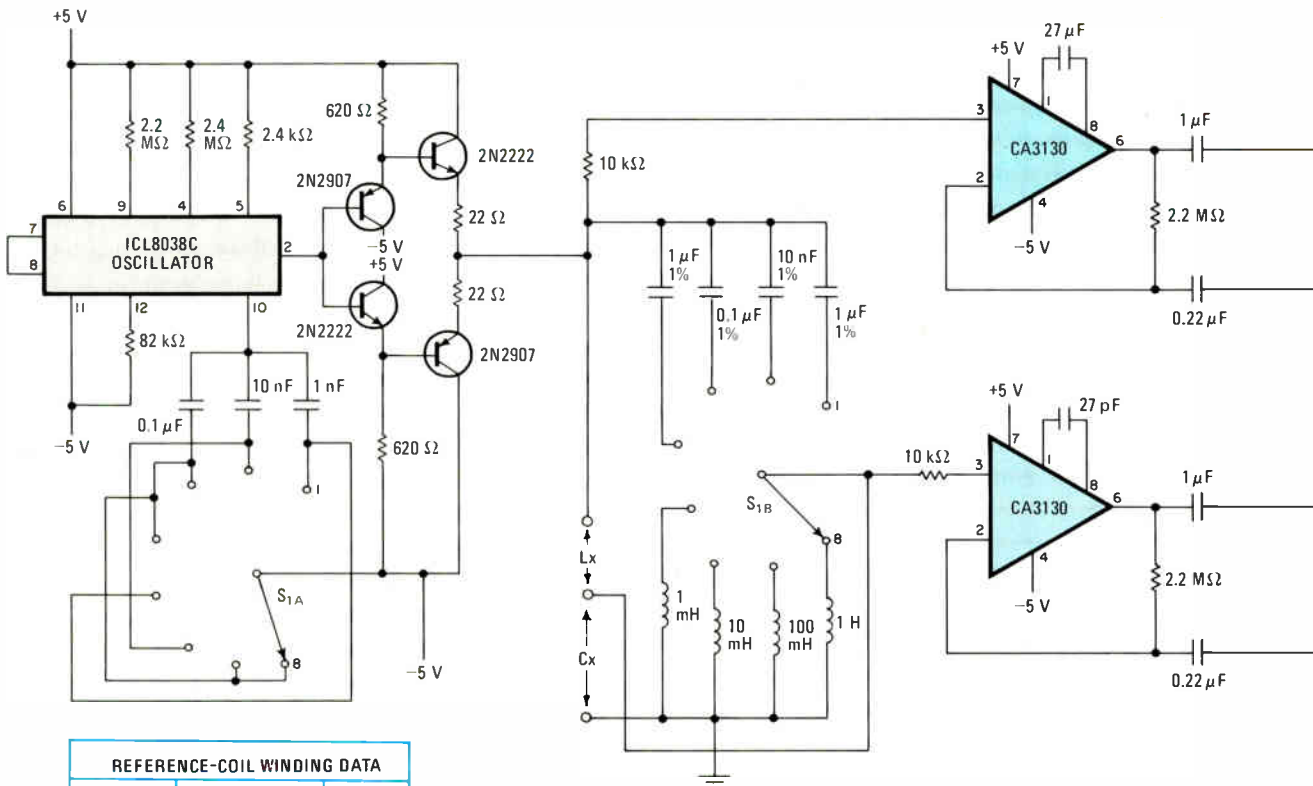 +5 V
2.2
MΩ
2.4
MΩ
2.4 kΩ
620 Ω
2N2222
2N2907
22 Ω
6
9
4
5
7
8
ICL8038C
OSCILLATOR
2
−5 V
+5 V
22 Ω
11
12
10
2N2222
2N2907
82 kΩ
10 nF
1 nF
−5 V
0.1 μF
620 Ω
1
S1A
8
−5 V
10 kΩ
1 μF
1%
0.1 μF
1%
10 nF
1%
1 μF
1%
1
S1B
8
Lx
Cx
1
mH
10
mH
100
mH
1 H
27 μF
+5 V
7
1
8
3
CA3130
6
2
4
−5 V
1 μF
2.2 MΩ
0.22 μF
27 pF
+5 V
7
1
8
10 kΩ
3
CA3130
6
2
4
−5 V
1 μF
2.2 MΩ
0.22 μF
REFERENCE-COIL WINDING DATA